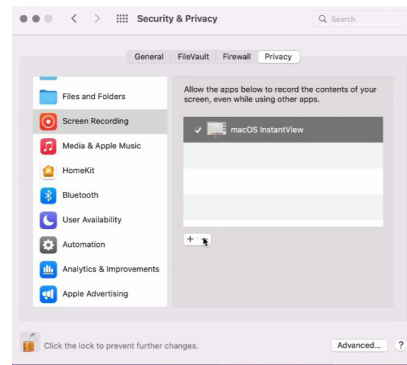 Security & Privacy
Search
General FileVault Firewall Privacy
Files and Folders
Screen Recording
Media & Apple Music
HomeKit
Bluetooth
User Availability
Automation
Analytics & Improvements
Apple Advertising
Allow the apps below to record the contents of your
screen, even while using other apps.
macOS InstantView
+
Click the lock to prevent further changes.
Advanced... ?